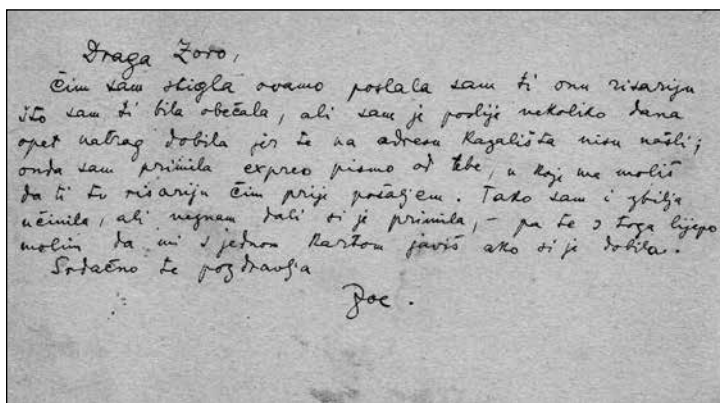 Draga Zoro,
čim sam stigla ovamo poslala sam ti onu risariju
što sam ti bila obećala, ali sam je poslije nekoliko dana
opet natrag dobila jer te na adresu Kazališta nisu našli;
onda sam primila expres pismo od tebe, u koje me moliš
da ti tu risariju čim prije pošaljem. Tako sam i zbilja
učinila, ali neznam dali si je primila, – pa te s toga lijepo
molim da mi s jednom kartom javiš ako si je dobila.
Srdačno te pozdravlja